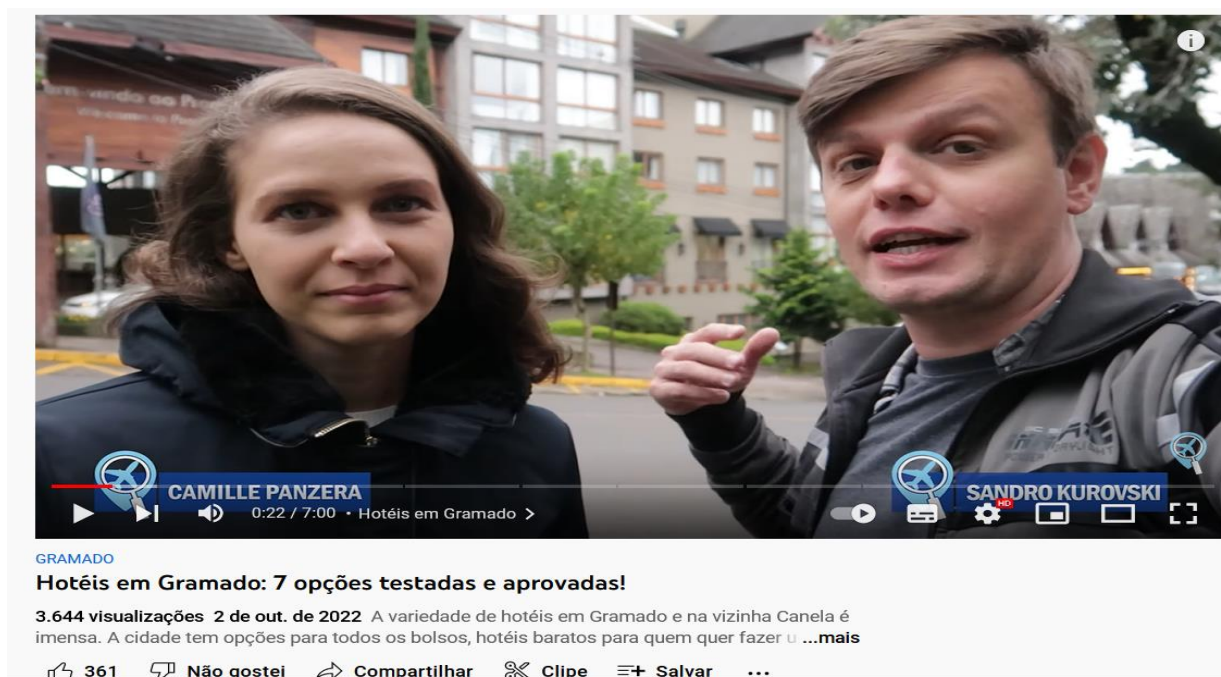 ao
CAMILLE PANZERA
SANDRO KUROVSKI
0:22 / 7:00 • Hotéis em Gramado >
HD
GRAMADO
Hotéis em Gramado: 7 opções testadas e aprovadas!
3.644 visualizações 2 de out. de 2022 A variedade de hotéis em Gramado e na vizinha Canela é
imensa. A cidade tem opções para todos os bolsos, hotéis baratos para quem quer fazer u ...mais
361 Não gostei Compartilhar Clipe Salvar ...